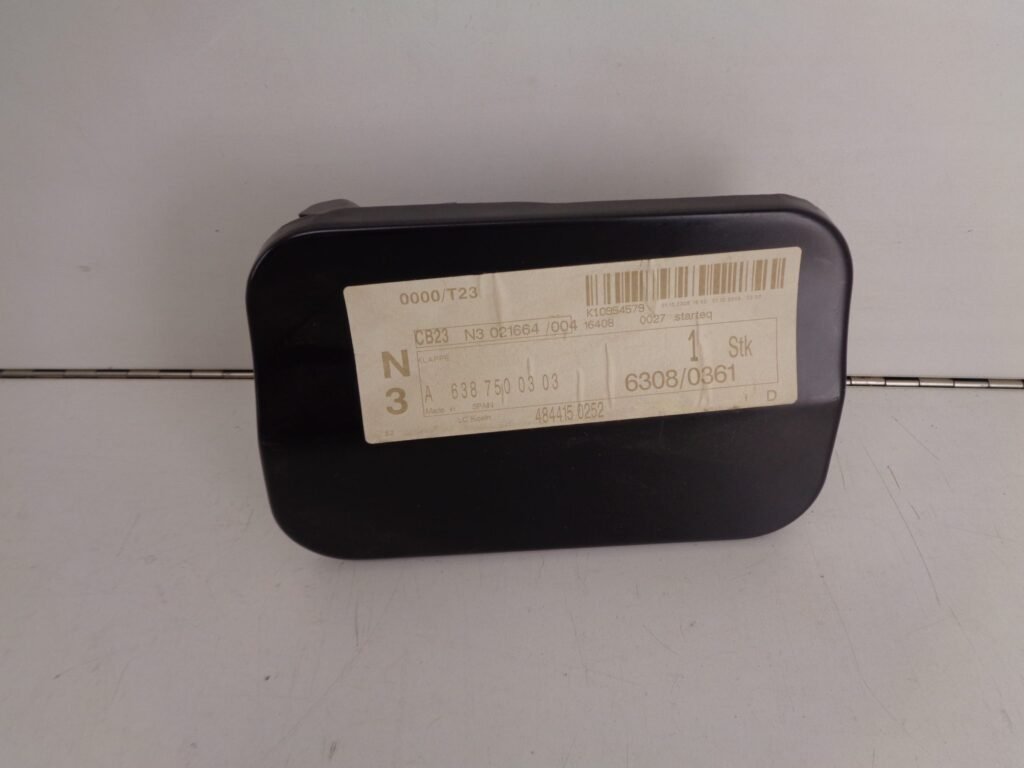 0000/T23
K10954579
CB23 N3 021664 /004 16408 0027 starteq
N
3
KLAPPE
1 Stk
A 638 750 03 03
6308/0361
Made in SPAIN
484415 0252
D